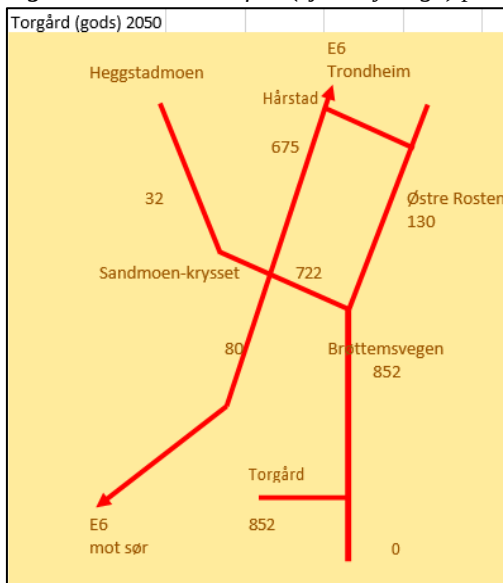 Torgård (gods) 2050
E6
Trondheim
Heggstadmoen
Hårstad
675
32
Østre Rosten
130
Sandmoen-krysset
722
80
Brøttemsvegen
852
Torgård
852
E6
mot sør
0